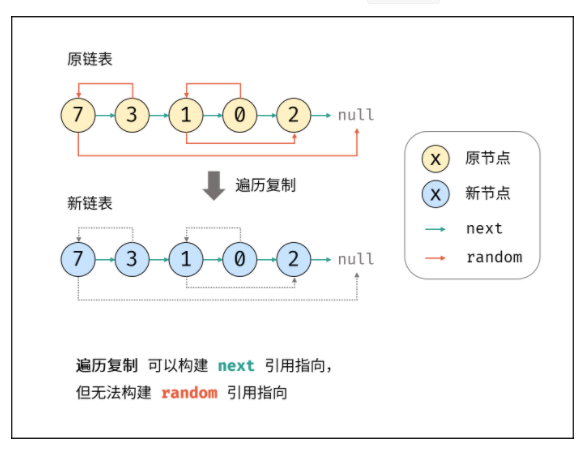 原链表
7 3 1 0 2 null
遍历复制
新链表
7 3 1 0 2 null
X 原节点
X 新节点
next
random
遍历复制 可以构建 next 引用指向，
但无法构建 random 引用指向